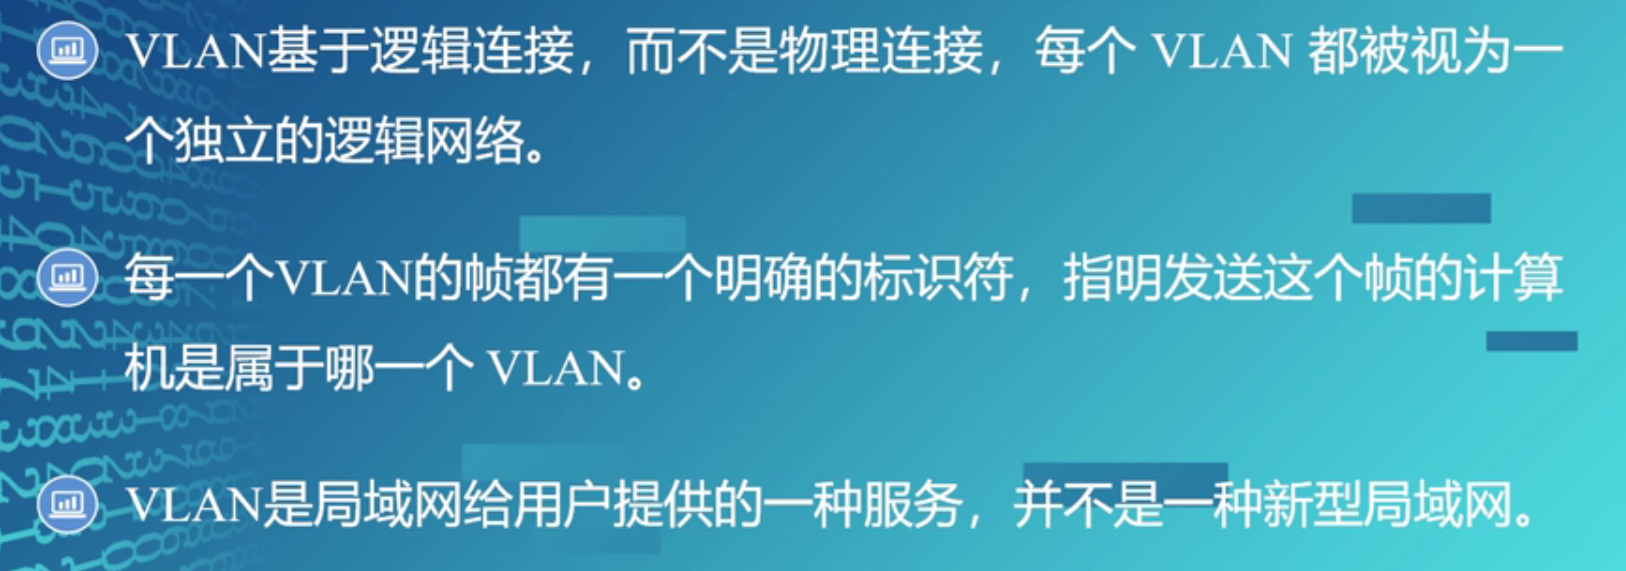 VLAN基于逻辑连接，而不是物理连接，每个 VLAN 都被视为一
个独立的逻辑网络。
每一个VLAN的帧都有一个明确的标识符，指明发送这个帧的计算
机是属于哪一个 VLAN。
VLAN是局域网给用户提供的一种服务，并不是一种新型局域网。